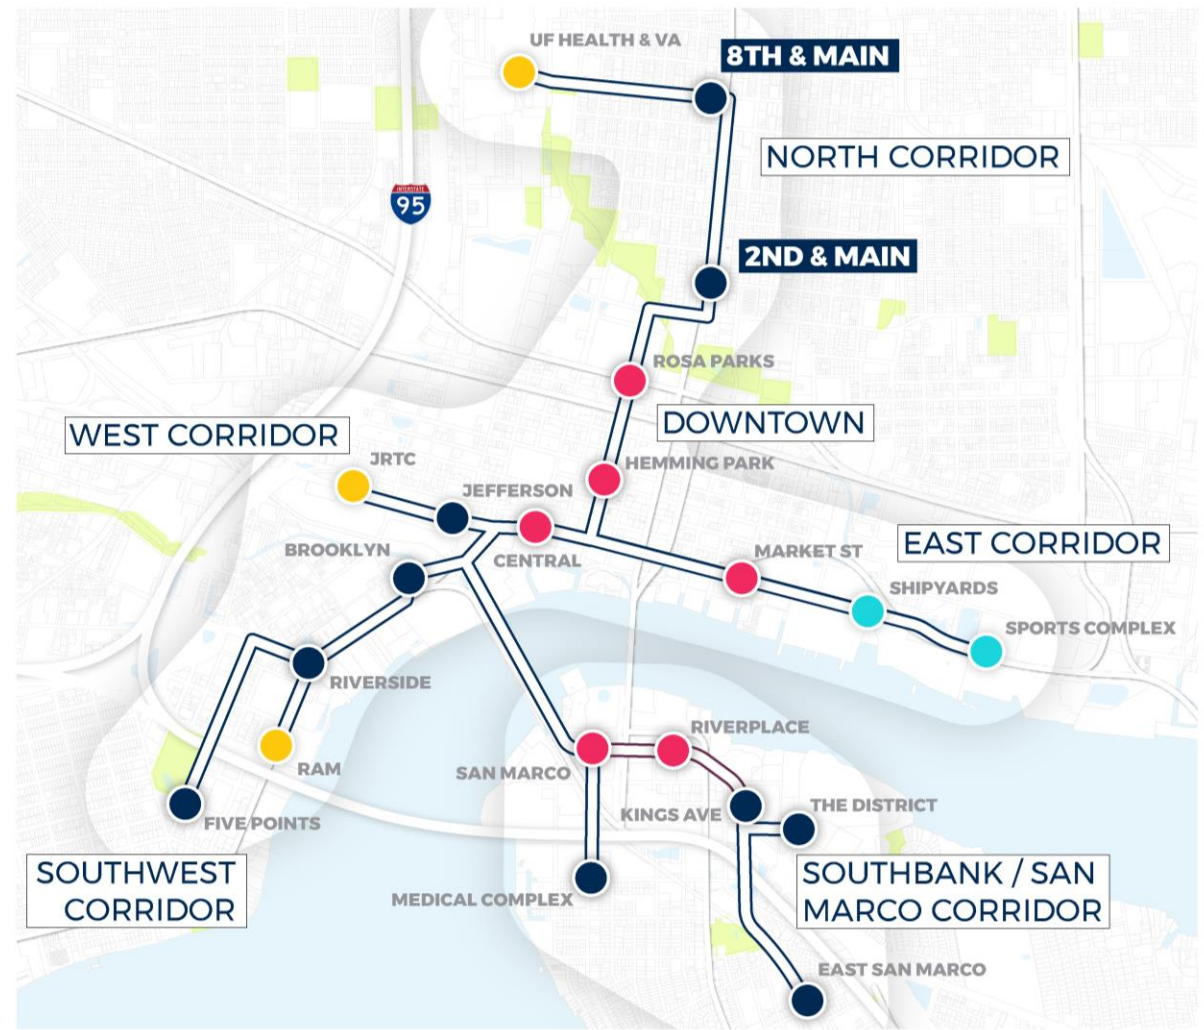 UF HEALTH & VA
8TH & MAIN
NORTH CORRIDOR
INTERSTATE
95
2ND & MAIN
ROSA PARKS
DOWNTOWN
WEST CORRIDOR
JRTC
HEMMING PARK
JEFFERSON
BROOKLYN
CENTRAL
MARKET ST
EAST CORRIDOR
SHIPYARDS
SPORTS COMPLEX
RIVERSIDE
RIVERPLACE
RAM
SAN MARCO
FIVE POINTS
KINGS AVE
THE DISTRICT
SOUTHWEST
CORRIDOR
MEDICAL COMPLEX
SOUTHBANK / SAN
MARCO CORRIDOR
EAST SAN MARCO